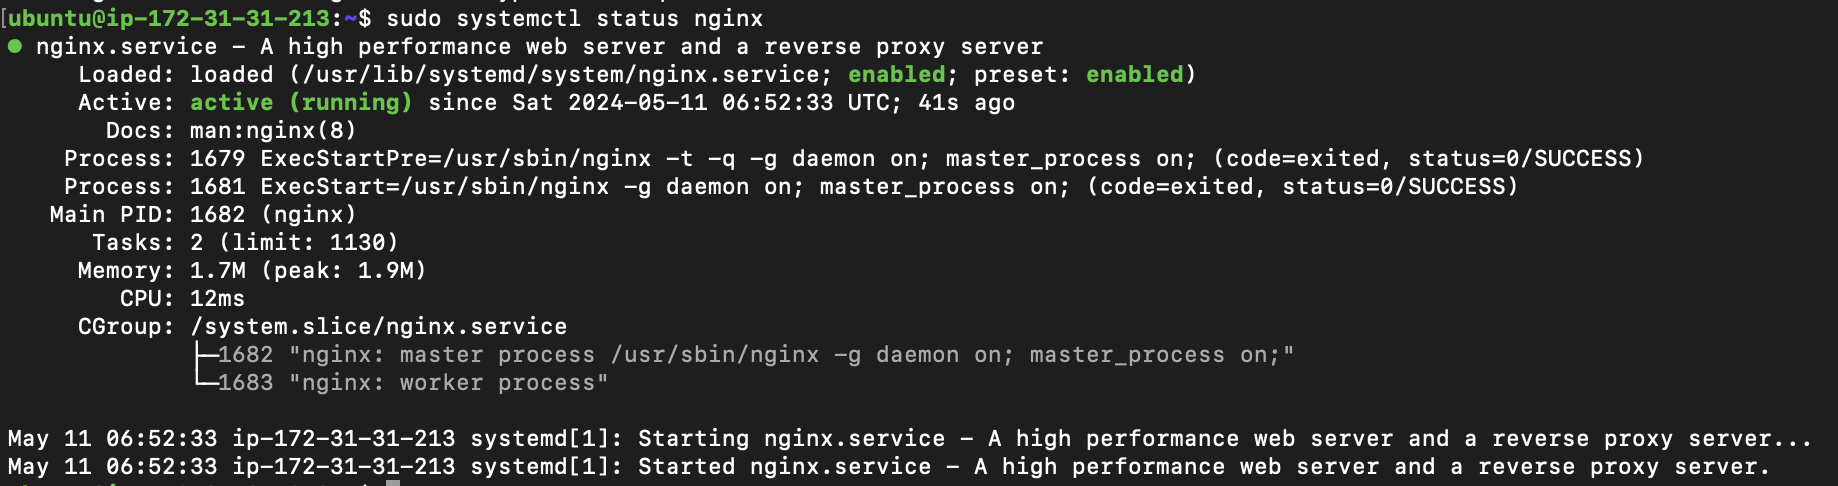 [ubuntu@ip-172-31-31-213:~$ sudo systemctl status nginx
● nginx.service - A high performance web server and a reverse proxy server
     Loaded: loaded (/usr/lib/systemd/system/nginx.service; enabled; preset: enabled)
     Active: active (running) since Sat 2024-05-11 06:52:33 UTC; 41s ago
       Docs: man:nginx(8)
    Process: 1679 ExecStartPre=/usr/sbin/nginx -t -q -g daemon on; master_process on; (code=exited, status=0/SUCCESS)
    Process: 1681 ExecStart=/usr/sbin/nginx -g daemon on; master_process on; (code=exited, status=0/SUCCESS)
   Main PID: 1682 (nginx)
      Tasks: 2 (limit: 1130)
     Memory: 1.7M (peak: 1.9M)
        CPU: 12ms
     CGroup: /system.slice/nginx.service
             ├─1682 "nginx: master process /usr/sbin/nginx -g daemon on; master_process on;"
             └─1683 "nginx: worker process"
May 11 06:52:33 ip-172-31-31-213 systemd[1]: Starting nginx.service - A high performance web server and a reverse proxy server...
May 11 06:52:33 ip-172-31-31-213 systemd[1]: Started nginx.service - A high performance web server and a reverse proxy server.